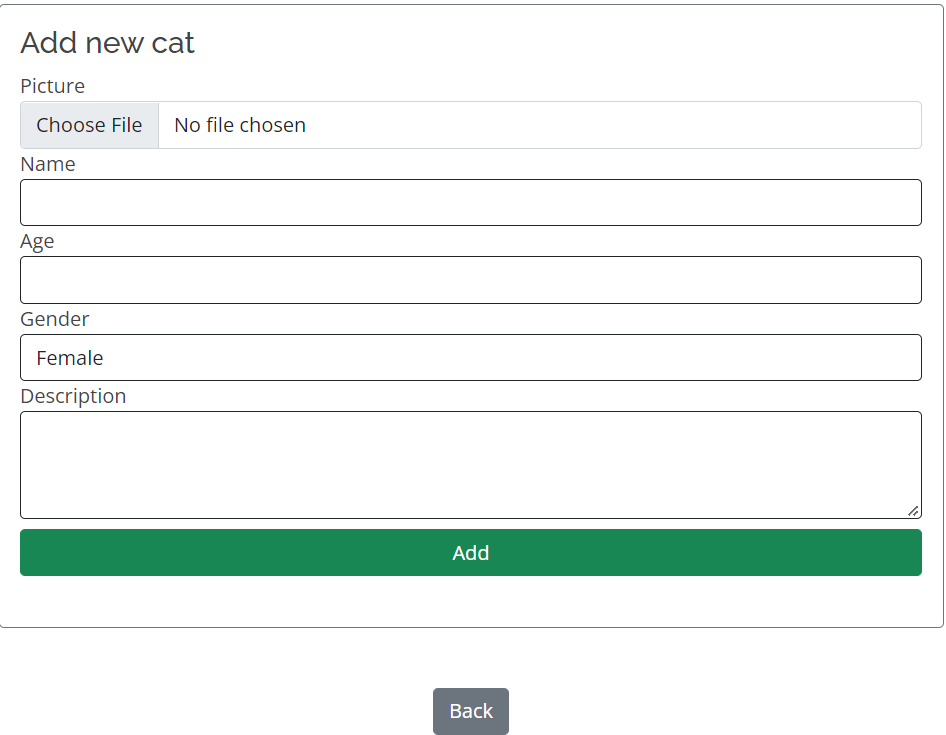 Add new cat
Picture
Choose File No file chosen
Name
Age
Gender
Female
Description
Add
Back